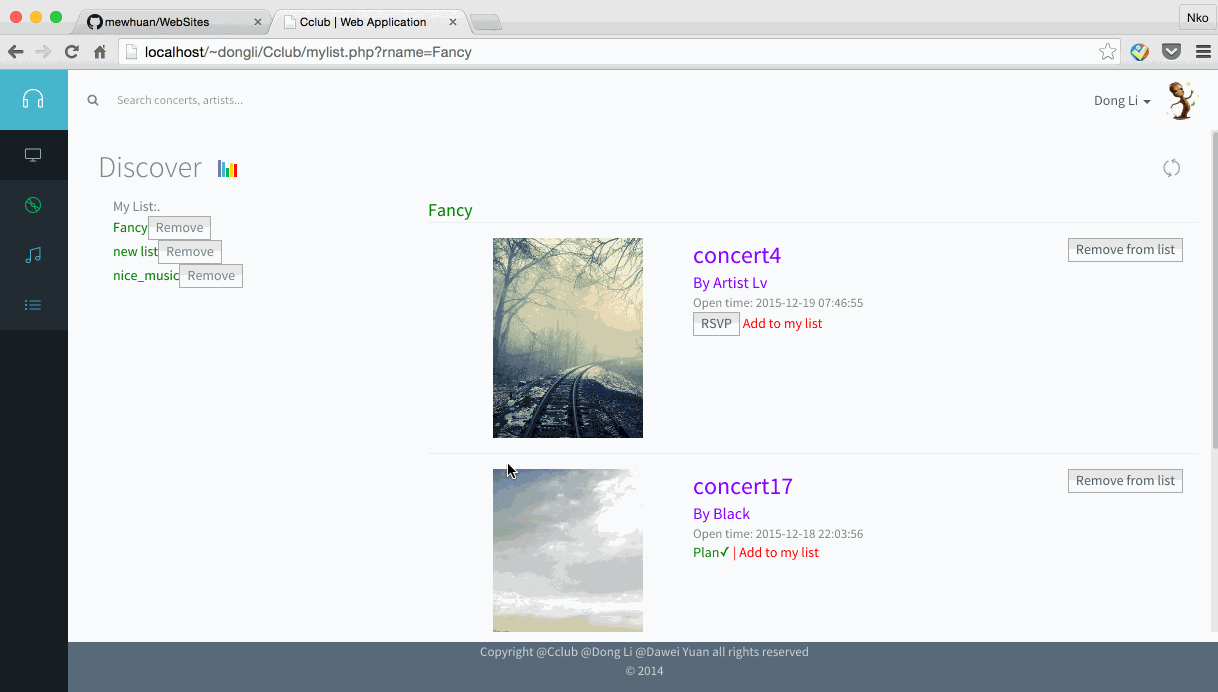 mewhuan/WebSites
Cclub | Web Application
Nko
localhost/~dongli/Cclub/mylist.php?rname=Fancy
Search concerts, artists...
Dong Li
Discover
My List:.
Fancy Remove
new list Remove
nice_music Remove
Fancy
concert4
Remove from list
By Artist Lv
Open time: 2015-12-19 07:46:55
RSVP Add to my list
concert17
Remove from list
By Black
Open time: 2015-12-18 22:03:56
Plan✓ | Add to my list
Copyright @Cclub @Dong Li @Dawei Yuan all rights reserved
© 2014